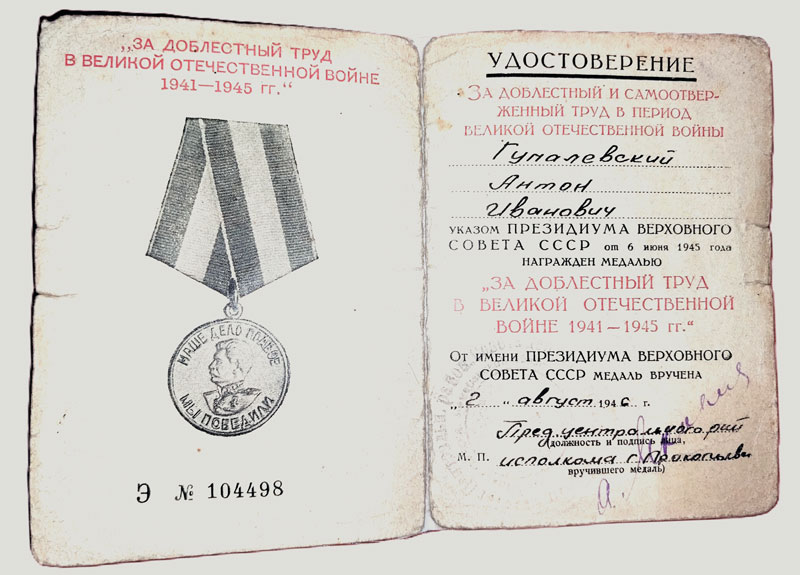 „ЗА ДОБЛЕСТНЫЙ ТРУД
В ВЕЛИКОЙ ОТЕЧЕСТВЕННОЙ ВОЙНЕ
1941—1945 гг.“
НАШЕ ДЕЛО ПРАВОЕ
МЫ ПОБЕДИЛИ
Э № 104498
УДОСТОВЕРЕНИЕ
ЗА ДОБЛЕСТНЫЙ И САМООТВЕР-
ЖЕННЫЙ ТРУД В ПЕРИОД
ВЕЛИКОЙ ОТЕЧЕСТВЕННОЙ ВОЙНЫ
Гупалевский
Антон
Иванович
УКАЗОМ ПРЕЗИДИУМА ВЕРХОВНОГО
СОВЕТА СССР от 6 июня 1945 года
НАГРАЖДЕН МЕДАЛЬЮ
„ЗА ДОБЛЕСТНЫЙ ТРУД
В ВЕЛИКОЙ ОТЕЧЕСТВЕННОЙ
ВОЙНЕ 1941—1945 гг.“
От имени ПРЕЗИДИУМА ВЕРХОВНОГО
СОВЕТА СССР МЕДАЛЬ ВРУЧЕНА
„2“ август 1946 г.
Пред центрального рай
(должность и подпись лица,
М. П. исполкома г. Прокопьевс
вручившего медаль)